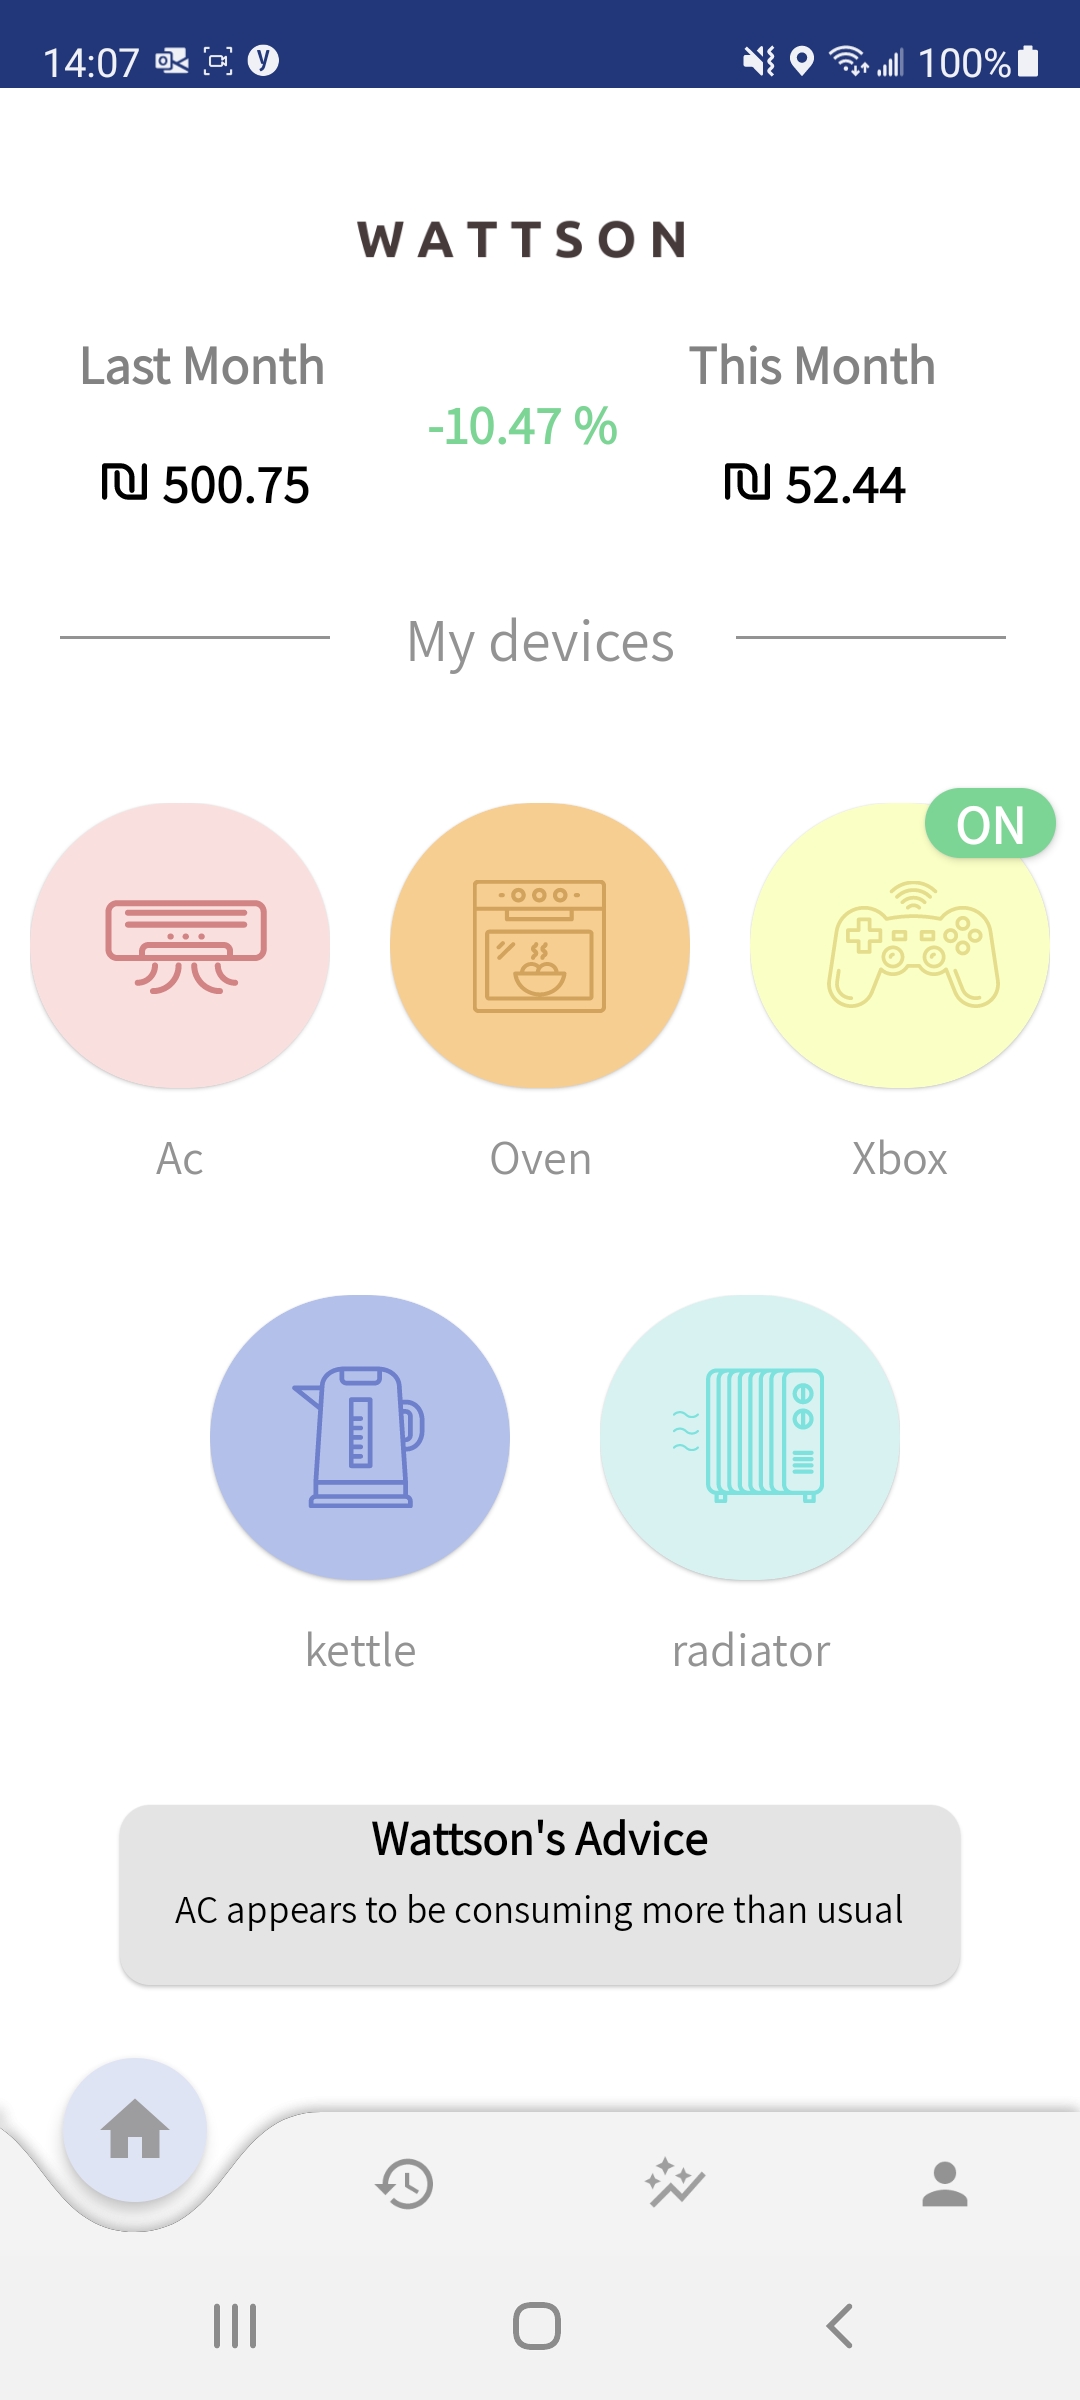 14:07 100%
WATTSON
Last Month This Month
-10.47 %
₪ 500.75 ₪ 52.44
My devices
ON
Ac Oven Xbox
kettle radiator
Wattson's Advice
AC appears to be consuming more than usual